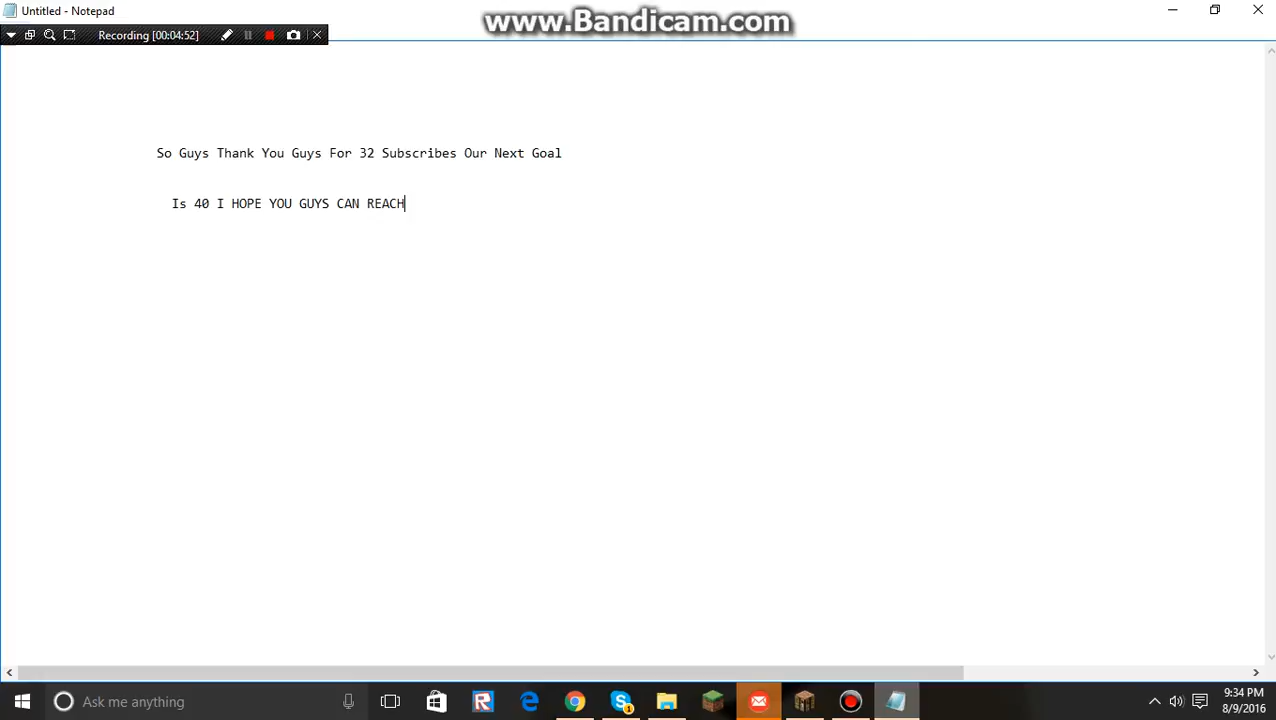 Untitled - Notepad
www.Bandicam.com
Recording [00:04:52]
So Guys Thank You Guys For 32 Subscribes Our Next Goal
Is 40 I HOPE YOU GUYS CAN REACH
Ask me anything
9:34 PM
8/9/2016